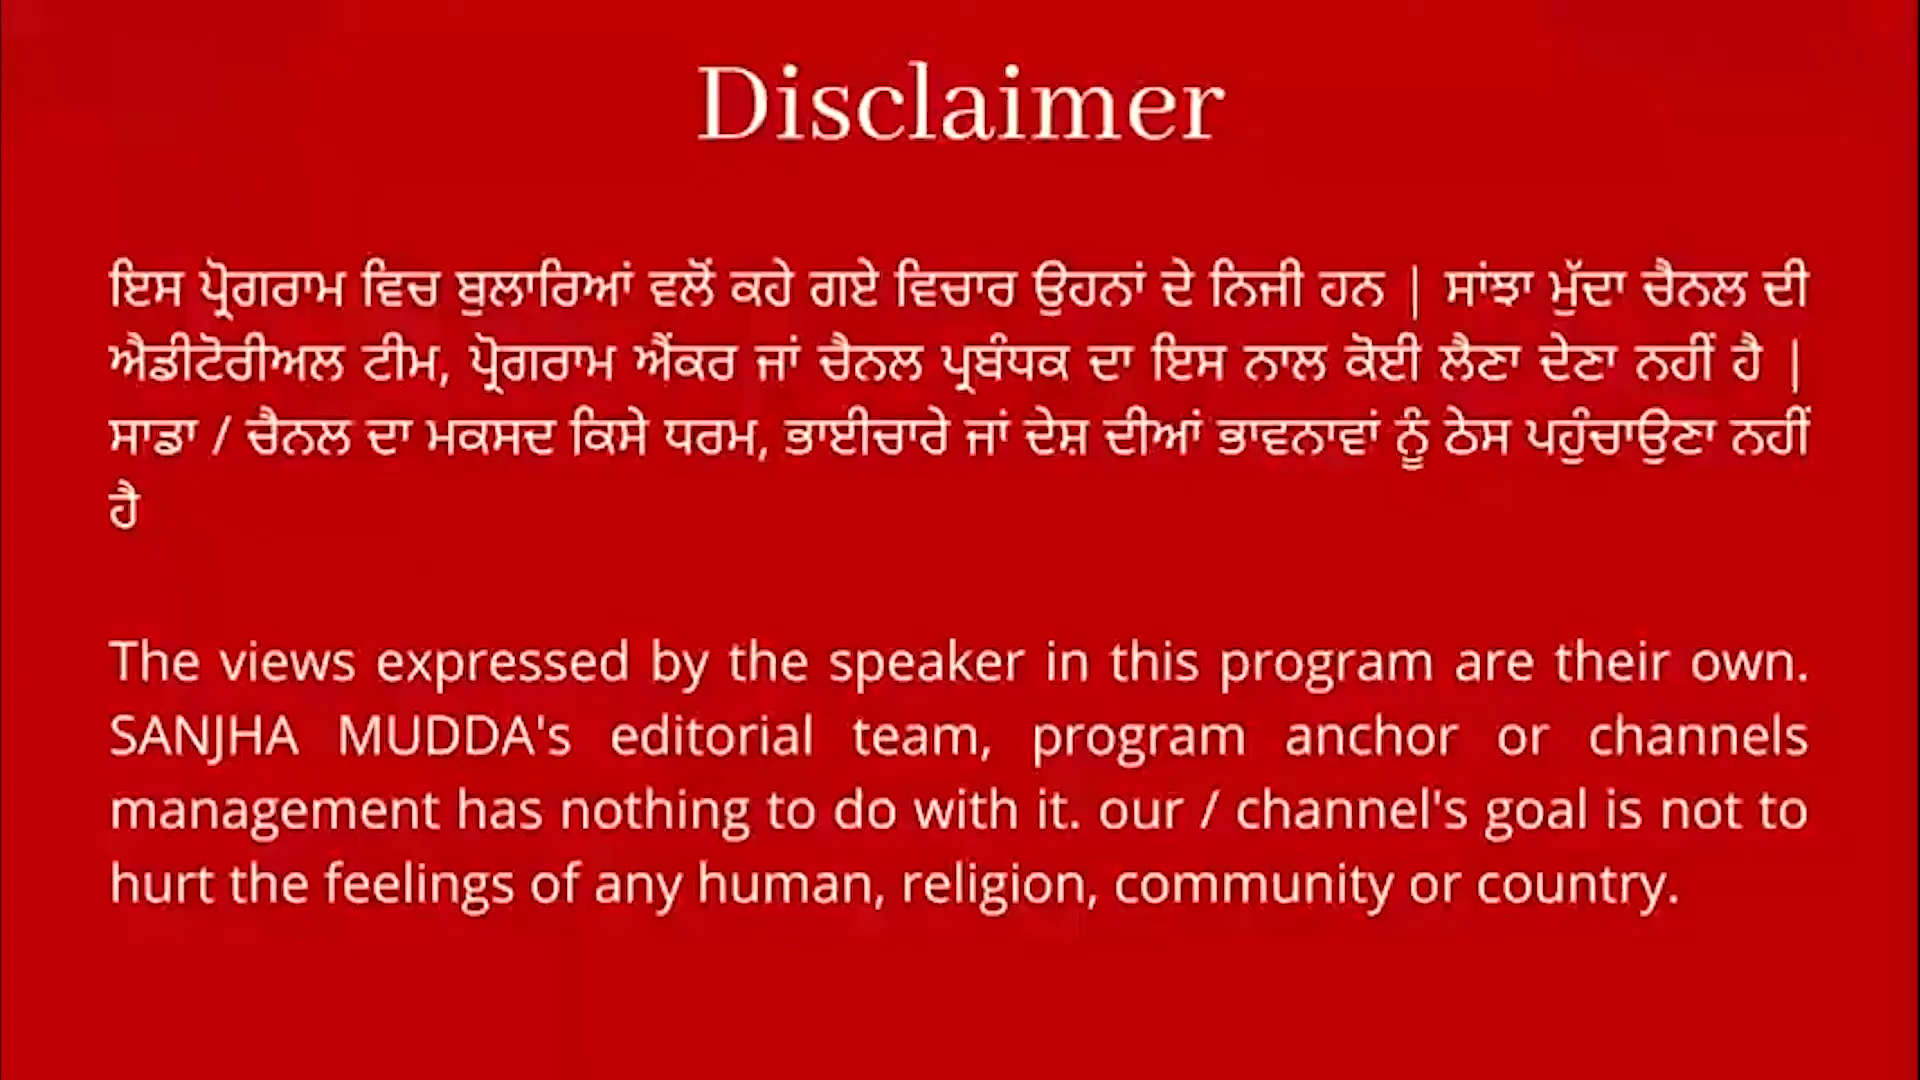 Disclaimer
ਇਸ ਪ੍ਰੋਗਰਾਮ ਵਿਚ ਬੁਲਾਰਿਆਂ ਵਲੋਂ ਕਹੇ ਗਏ ਵਿਚਾਰ ਉਹਨਾਂ ਦੇ ਨਿਜੀ ਹਨ | ਸਾਂਝਾ ਮੁੱਦਾ ਚੈਨਲ ਦੀ
ਐਡੀਟੋਰੀਅਲ ਟੀਮ, ਪ੍ਰੋਗਰਾਮ ਐਂਕਰ ਜਾਂ ਚੈਨਲ ਪ੍ਰਬੰਧਕ ਦਾ ਇਸ ਨਾਲ ਕੋਈ ਲੈਣਾ ਦੇਣਾ ਨਹੀਂ ਹੈ |
ਸਾਡਾ / ਚੈਨਲ ਦਾ ਮਕਸਦ ਕਿਸੇ ਧਰਮ, ਭਾਈਚਾਰੇ ਜਾਂ ਦੇਸ਼ ਦੀਆਂ ਭਾਵਨਾਵਾਂ ਨੂੰ ਠੇਸ ਪਹੁੰਚਾਉਣਾ ਨਹੀਂ
ਹੈ
The views expressed by the speaker in this program are their own.
SANJHA MUDDA's editorial team, program anchor or channels
management has nothing to do with it. our / channel's goal is not to
hurt the feelings of any human, religion, community or country.